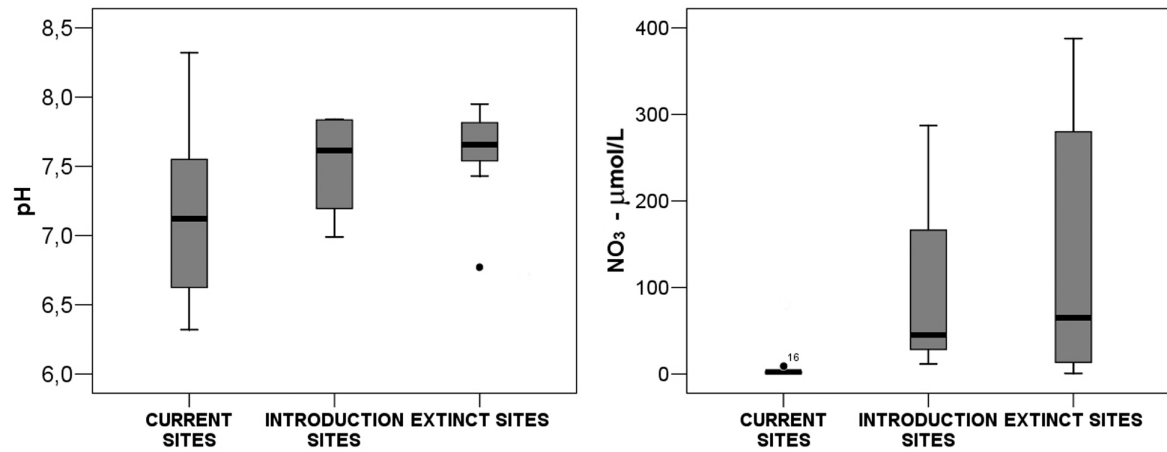 8,5
8,0
7,5
7,0
6,5
6,0
pH
CURRENT SITES
INTRODUCTION SITES
EXTINCT SITES
400
300
200
100
0
NO₃ - µmol/L
16
CURRENT SITES
INTRODUCTION SITES
EXTINCT SITES